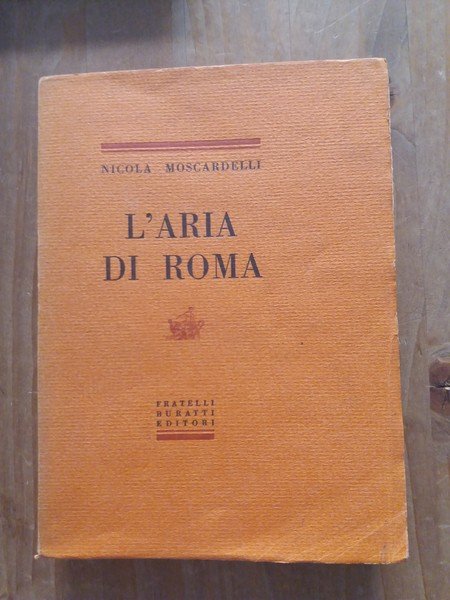 NICOLA MOSCARDELLI
L'ARIA
DI ROMA
FRATELLI
BURATTI
EDITORI